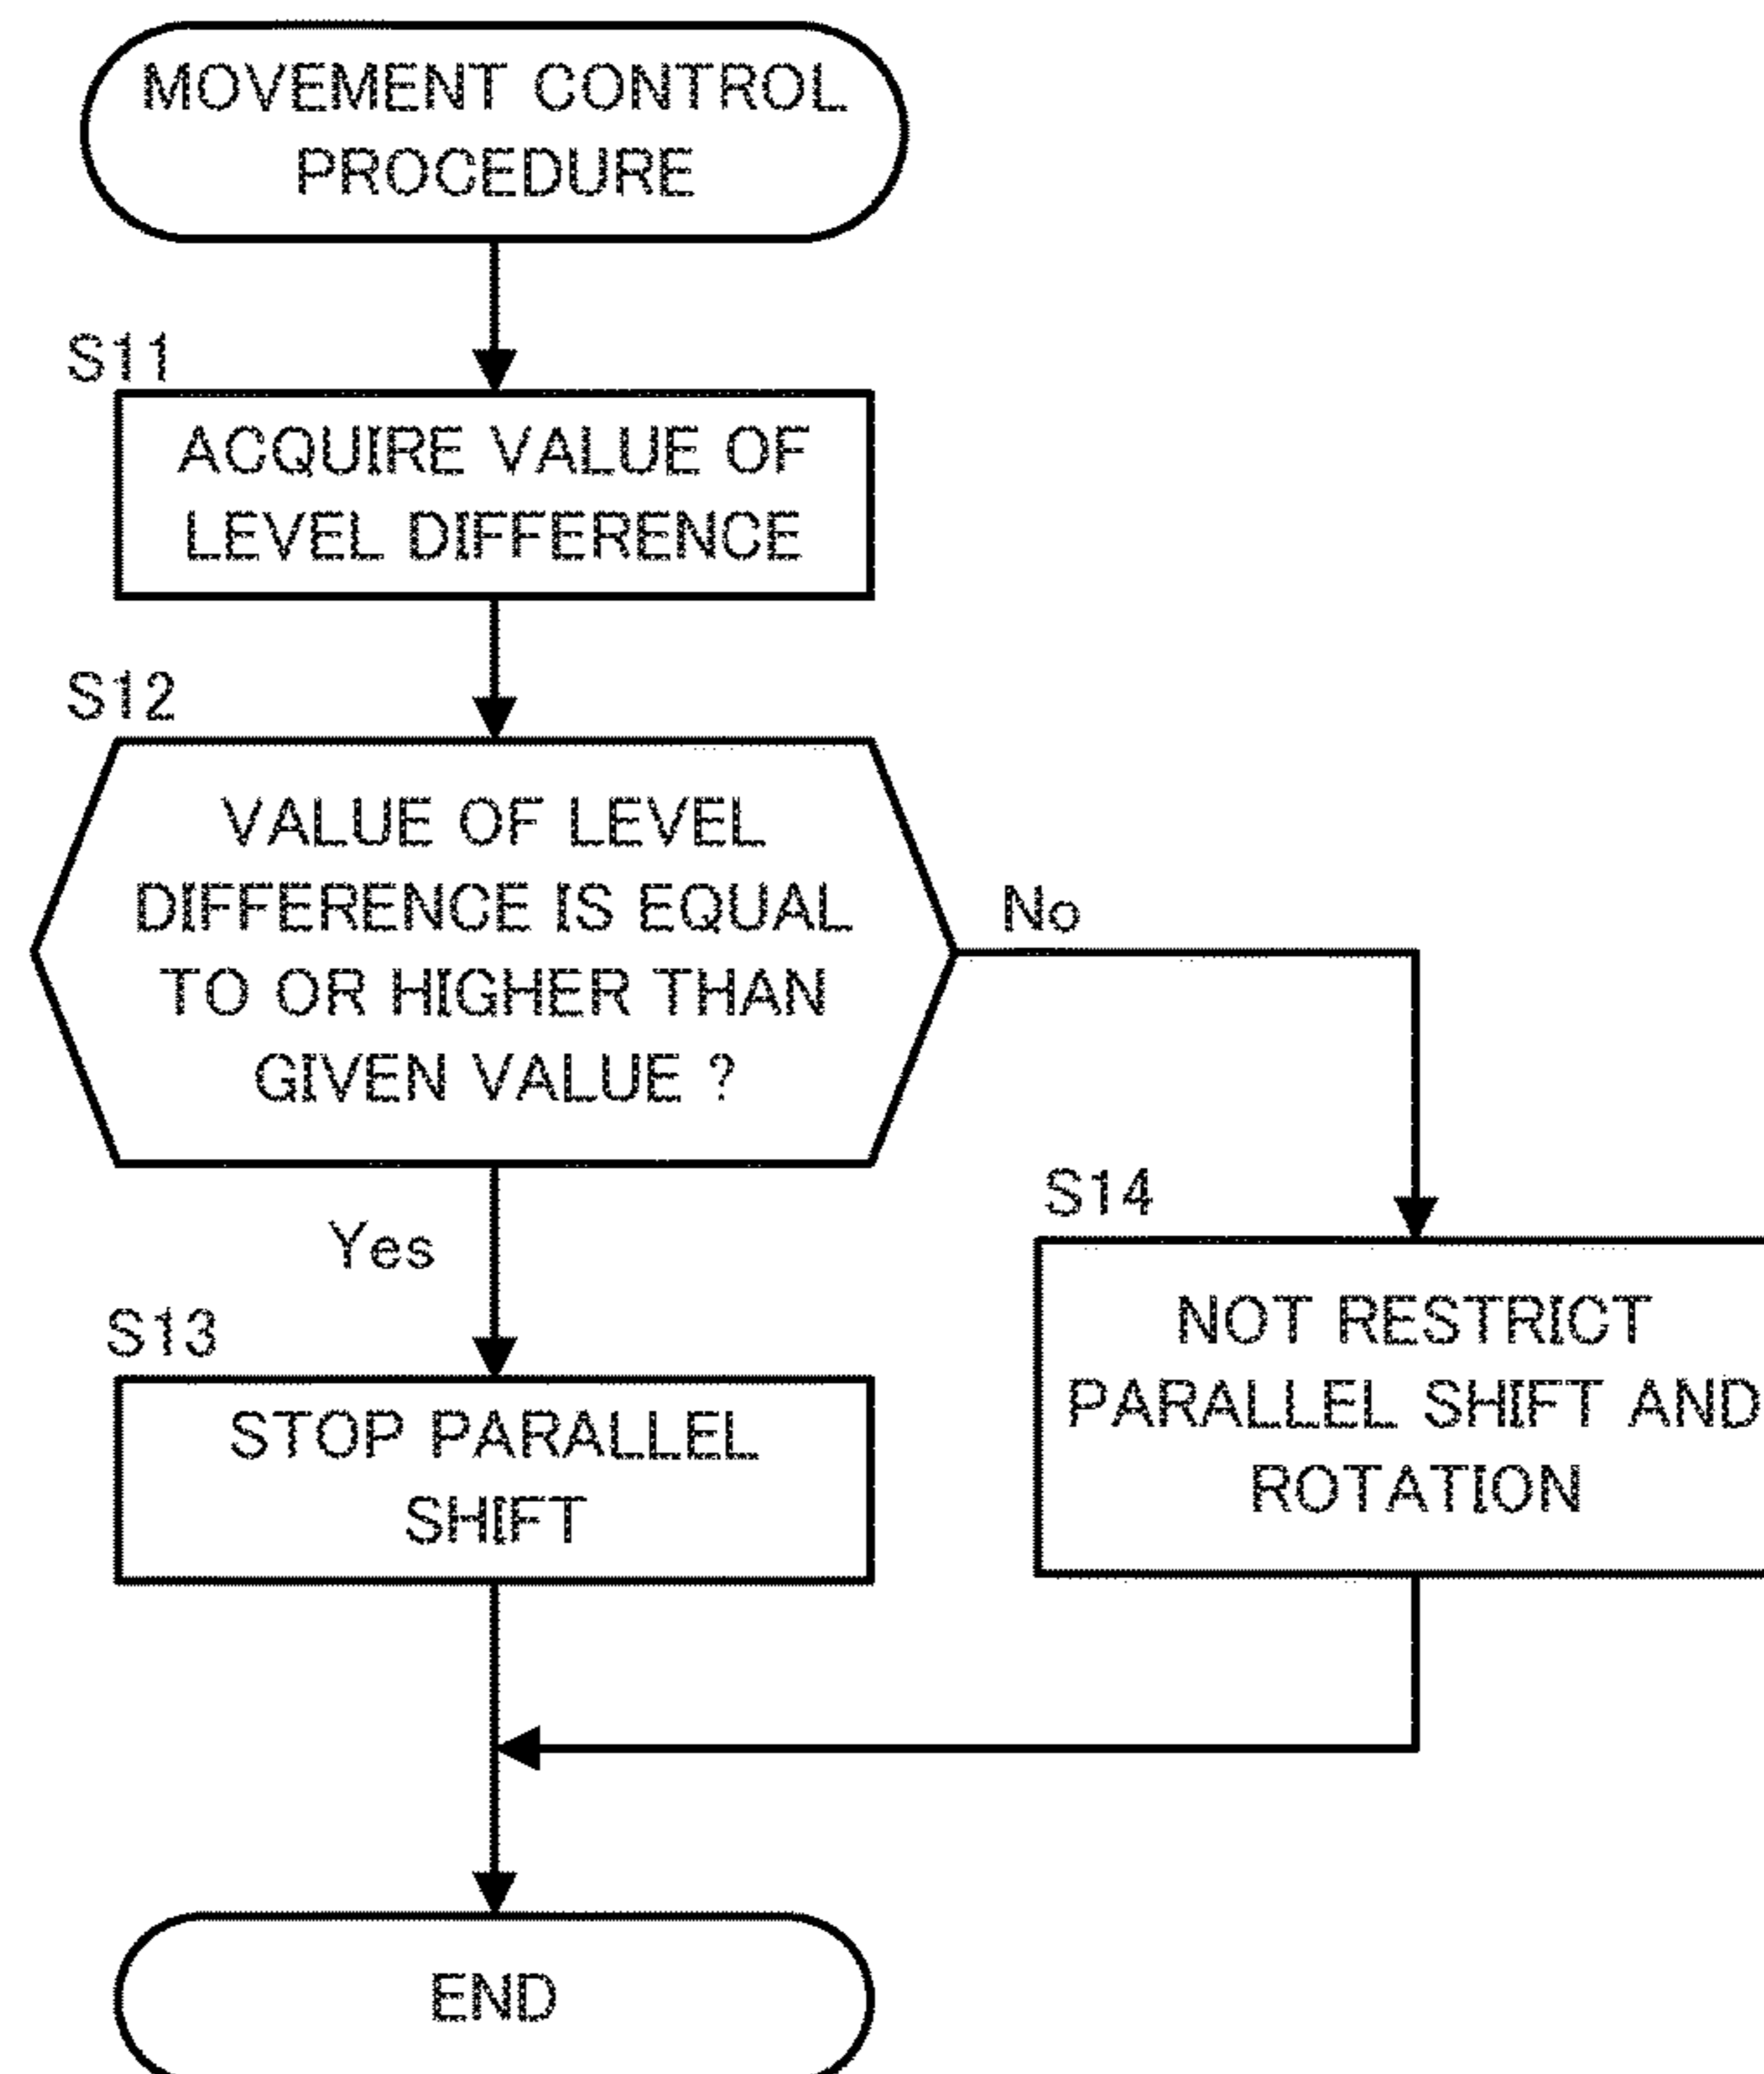 MOVEMENT CONTROL
PROCEDURE
S11
ACQUIRE VALUE OF
LEVEL DIFFERENCE
S12
VALUE OF LEVEL
DIFFERENCE IS EQUAL
TO OR HIGHER THAN
GIVEN VALUE ?
No
Yes
S14
NOT RESTRICT
PARALLEL SHIFT AND
ROTATION
S13
STOP PARALLEL
SHIFT
END